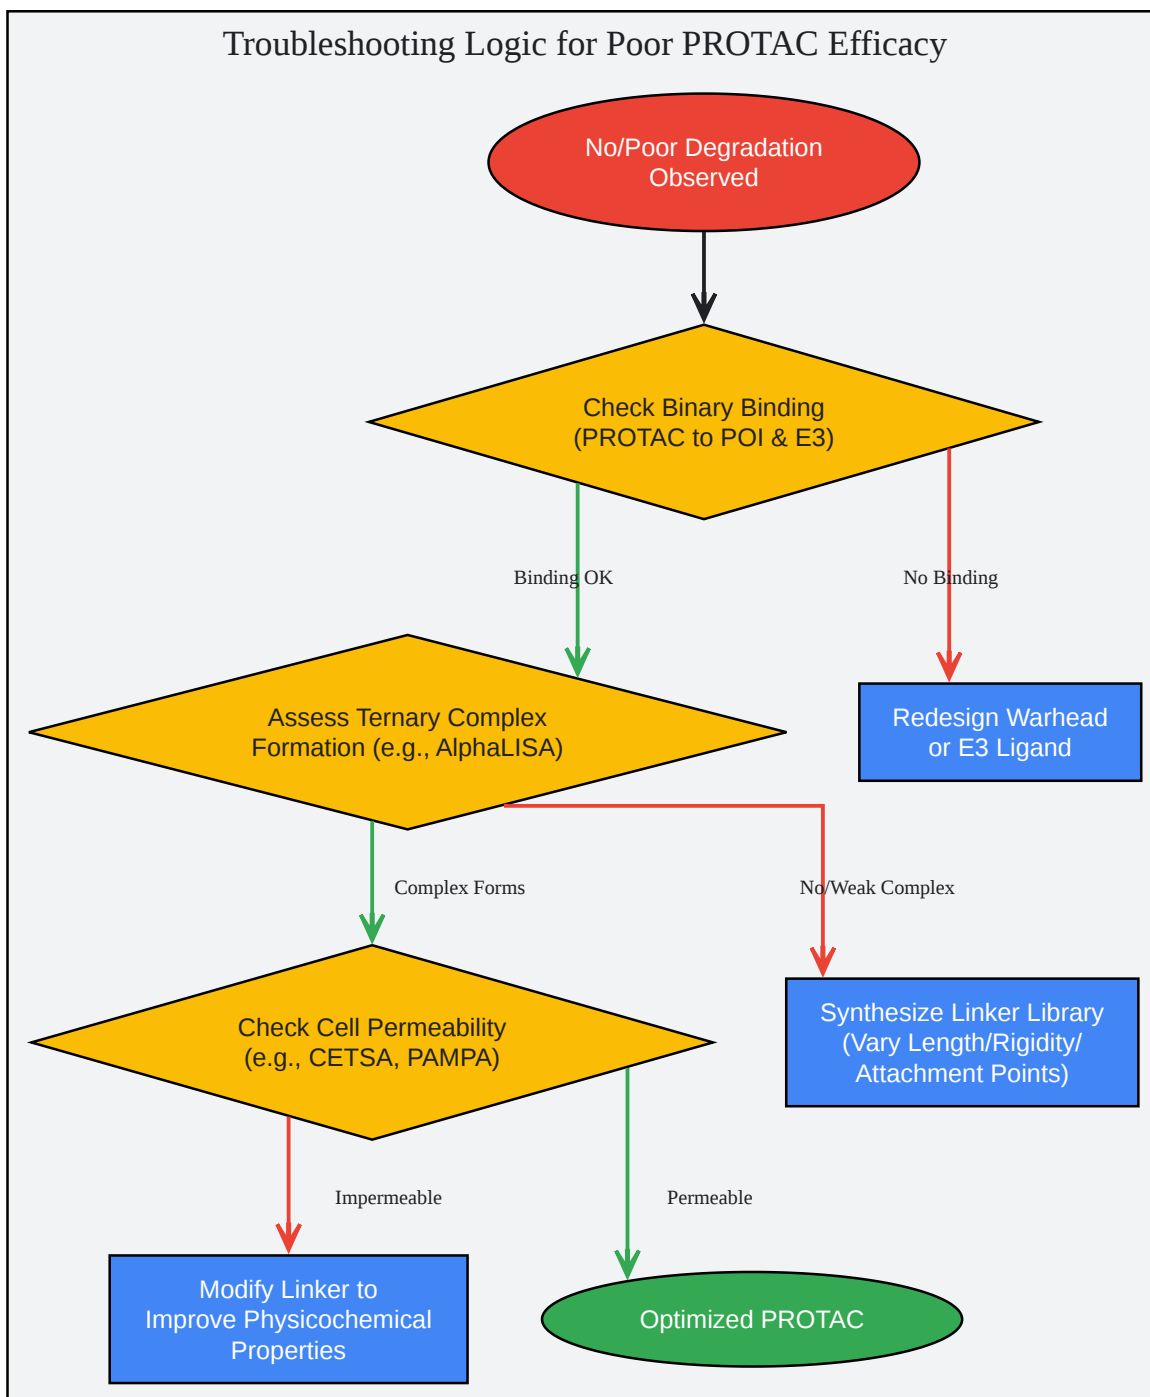 Troubleshooting Logic for Poor PROTAC Efficacy
No/Poor Degradation
Observed
Check Binary Binding
(PROTAC to POI & E3)
Binding OK
No Binding
Assess Ternary Complex
Formation (e.g., AlphaLISA)
Redesign Warhead
or E3 Ligand
Complex Forms
No/Weak Complex
Check Cell Permeability
(e.g., CETSA, PAMPA)
Synthesize Linker Library
(Vary Length/Rigidity/
Attachment Points)
Impermeable
Permeable
Modify Linker to
Improve Physicochemical
Properties
Optimized PROTAC